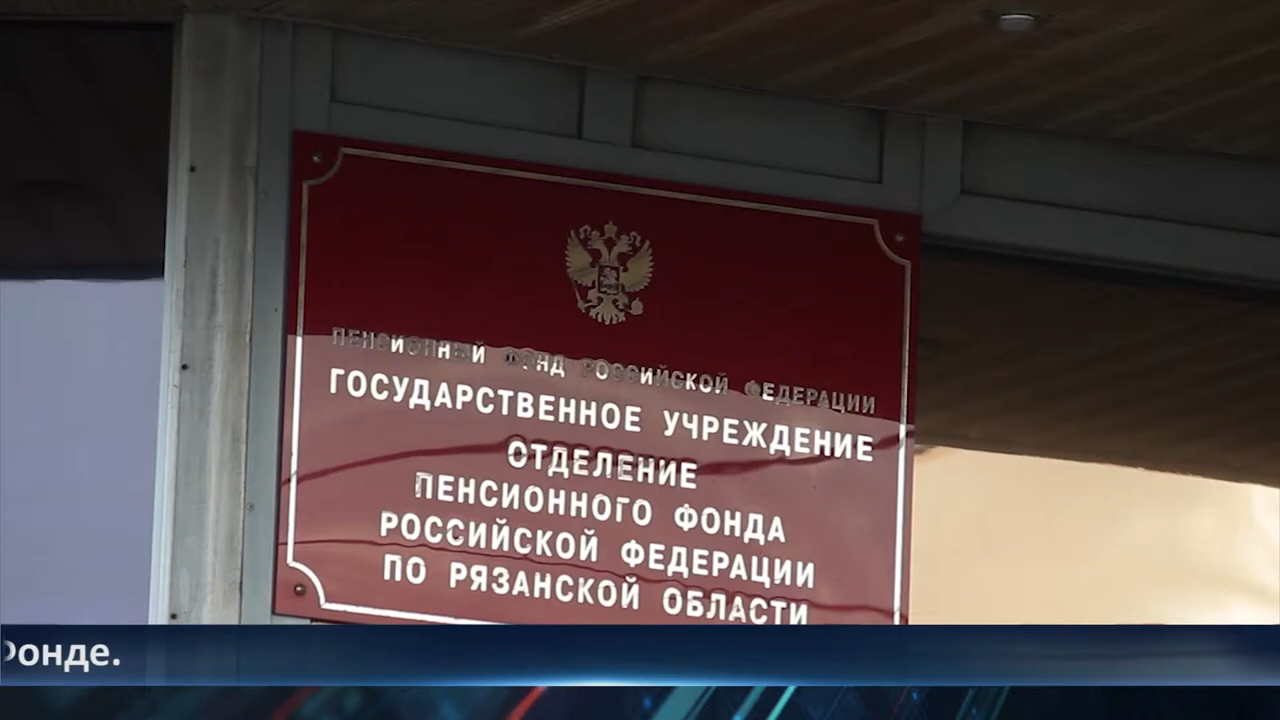 ПЕНСИОННЫЙ ФОНД РОССИЙСКОЙ ФЕДЕРАЦИИ
ГОСУДАРСТВЕННОЕ УЧРЕЖДЕНИЕ
ОТДЕЛЕНИЕ
ПЕНСИОННОГО ФОНДА
РОССИЙСКОЙ ФЕДЕРАЦИИ
ПО РЯЗАНСКОЙ ОБЛАСТИ
Фонде.